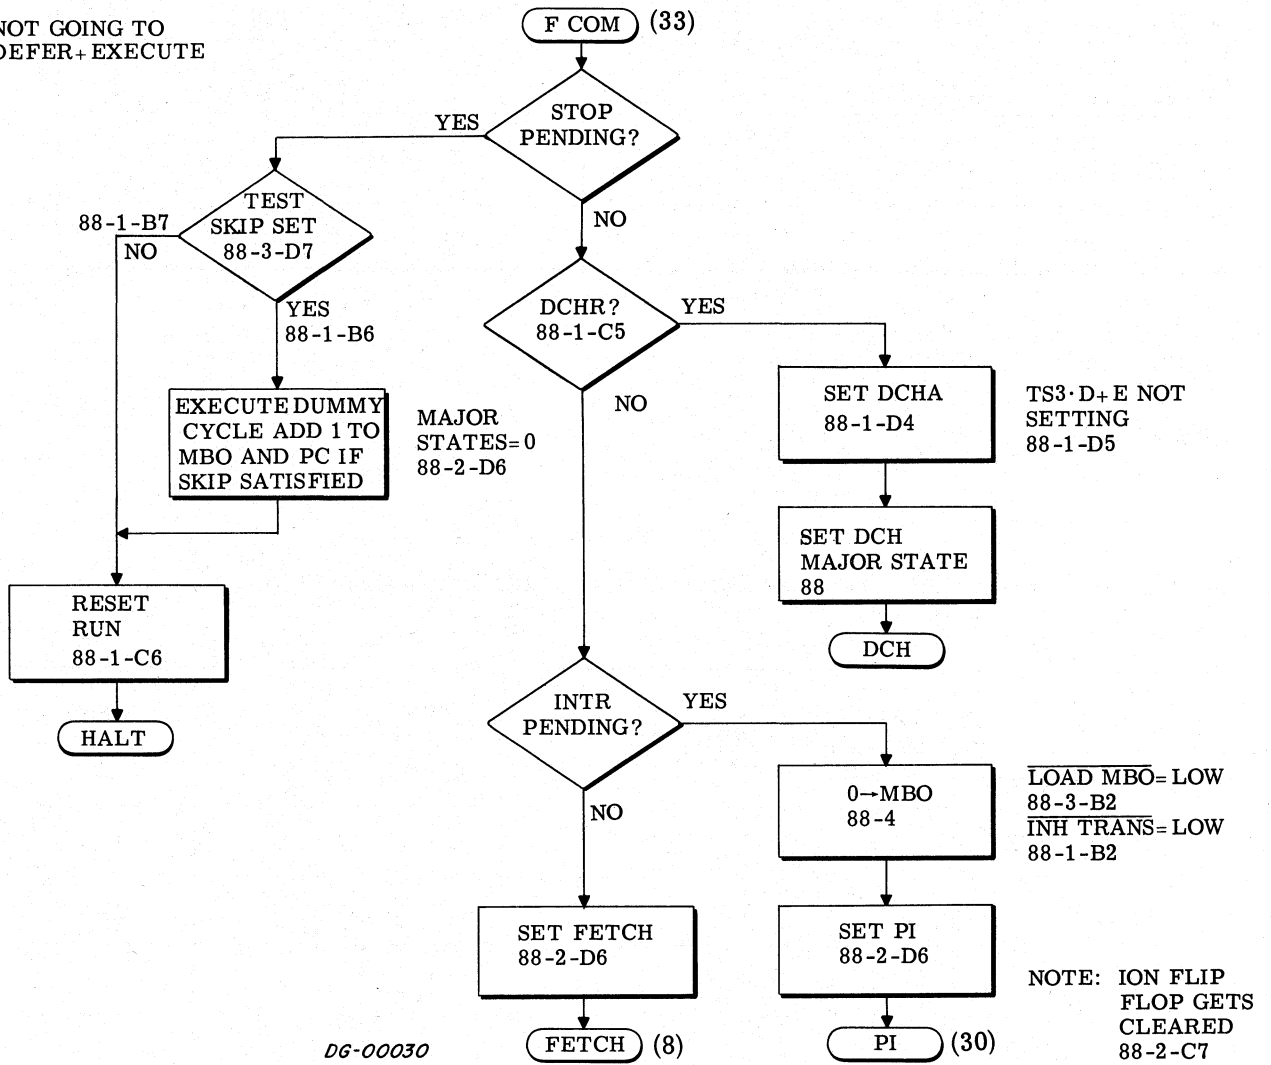 NOT GOING TO
DEFER+EXECUTE
F COM (33)
STOP
PENDING?
YES
NO
TEST
SKIP SET
88-3-D7
88-1-B7
NO
YES
88-1-B6
EXECUTE DUMMY
CYCLE ADD 1 TO
MBO AND PC IF
SKIP SATISFIED
MAJOR
STATES=0
88-2-D6
RESET
RUN
88-1-C6
HALT
DCHR?
88-1-C5
YES
NO
SET DCHA
88-1-D4
TS3·D+E NOT
SETTING
88-1-D5
SET DCH
MAJOR STATE
88
DCH
INTR
PENDING?
YES
NO
0→MBO
88-4
LOAD MBO=LOW
88-3-B2
INH TRANS=LOW
88-1-B2
SET FETCH
88-2-D6
SET PI
88-2-D6
NOTE: ION FLIP
FLOP GETS
CLEARED
88-2-C7
FETCH (8)
PI (30)
DG-00030